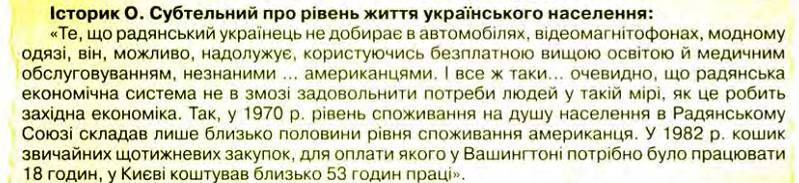 Історик О. Субтельний про рівень життя українського населення:
«Те, що радянський українець не добирає в автомобілях, відеомагнітофонах, модному
одязі, він, можливо, надолужує, користуючись безплатною вищою освітою й медичним
обслуговуванням, незнаними ... американцями. І все ж таки... очевидно, що радянська
економічна система не в змозі задовольнити потреби людей у такій мірі, як це робить
західна економіка. Так, у 1970 р. рівень споживання на душу населення в Радянському
Союзі складав лише близько половини рівня споживання американця. У 1982 р. кошик
звичайних щотижневих закупок, для оплати якого у Вашингтоні потрібно було працювати
18 годин, у Києві коштував близько 53 годин праці».